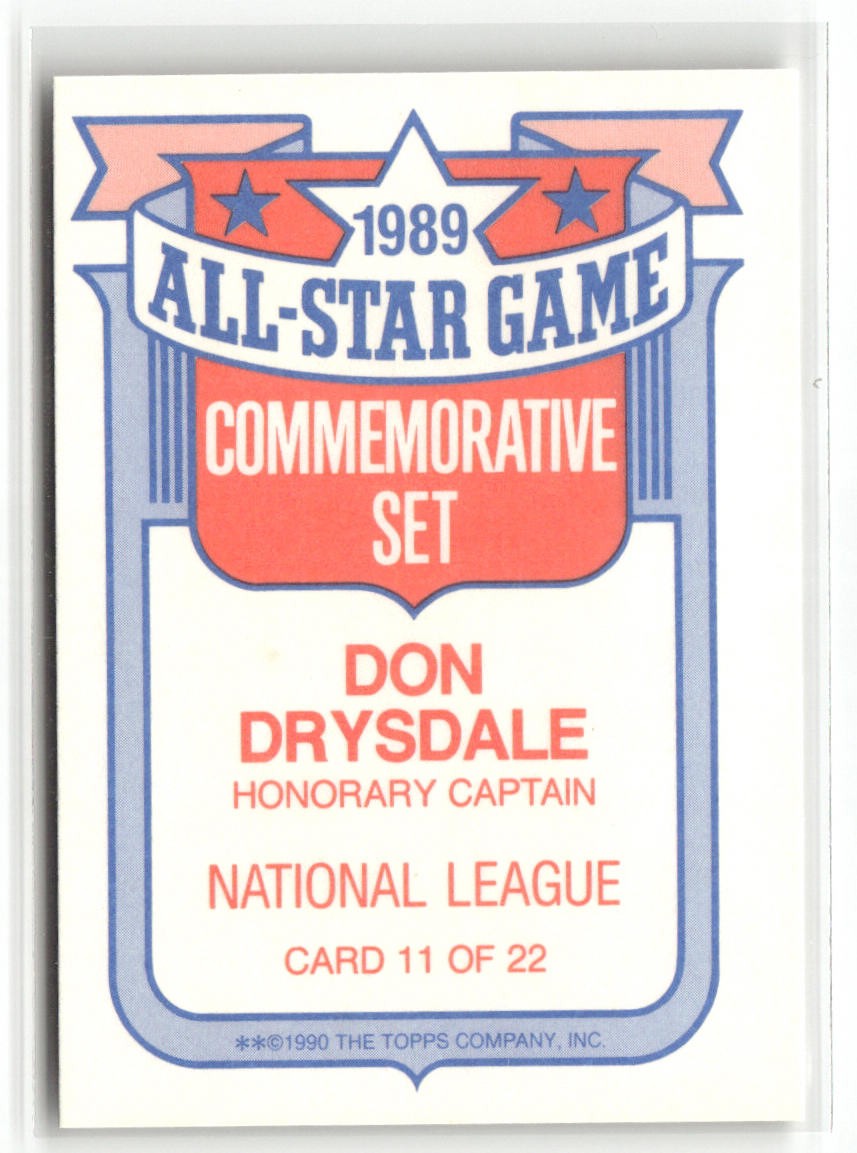 1989
ALL-STAR GAME
COMMEMORATIVE
SET
DON
DRYSDALE
HONORARY CAPTAIN
NATIONAL LEAGUE
CARD 11 OF 22
**©1990 THE TOPPS COMPANY, INC.